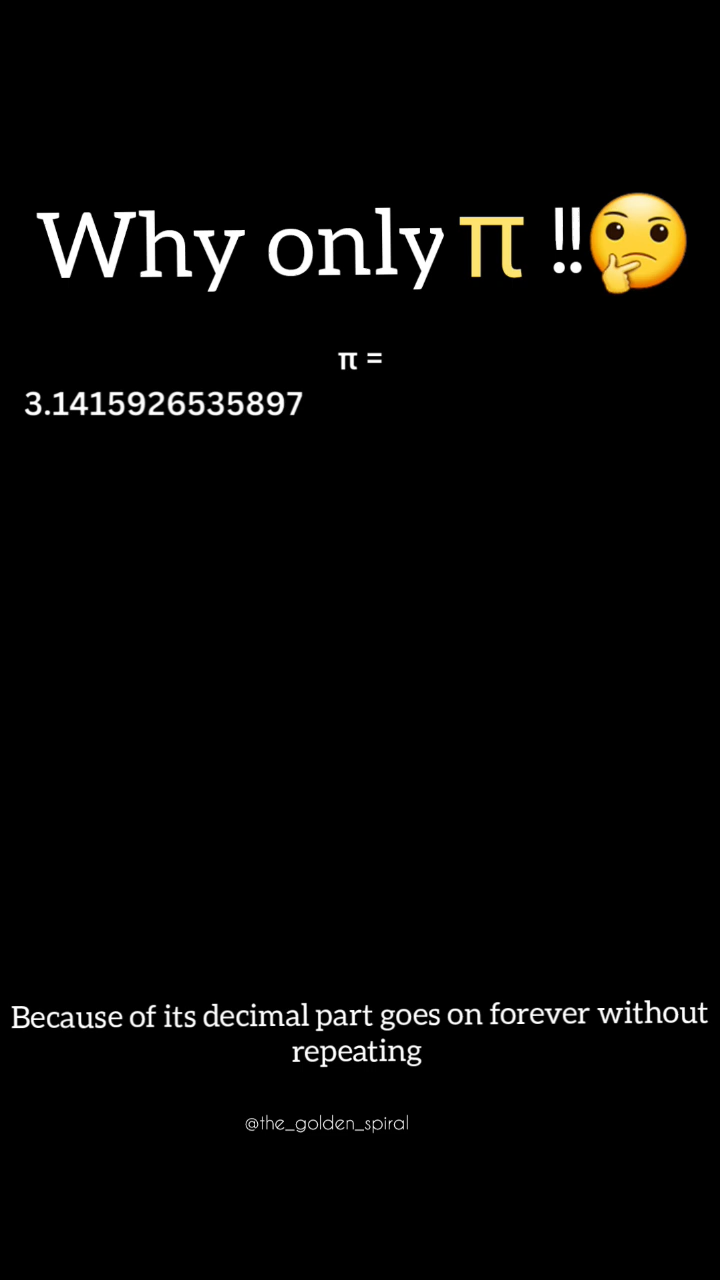 Why only π !!🤔
π =
3.1415926535897
Because of its decimal part goes on forever without
repeating
@the_golden_spiral